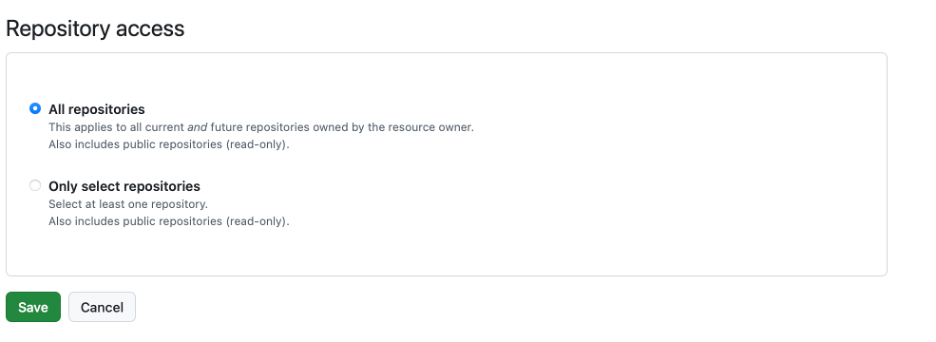 Repository access
All repositories
This applies to all current and future repositories owned by the resource owner.
Also includes public repositories (read-only).
Only select repositories
Select at least one repository.
Also includes public repositories (read-only).
Save Cancel